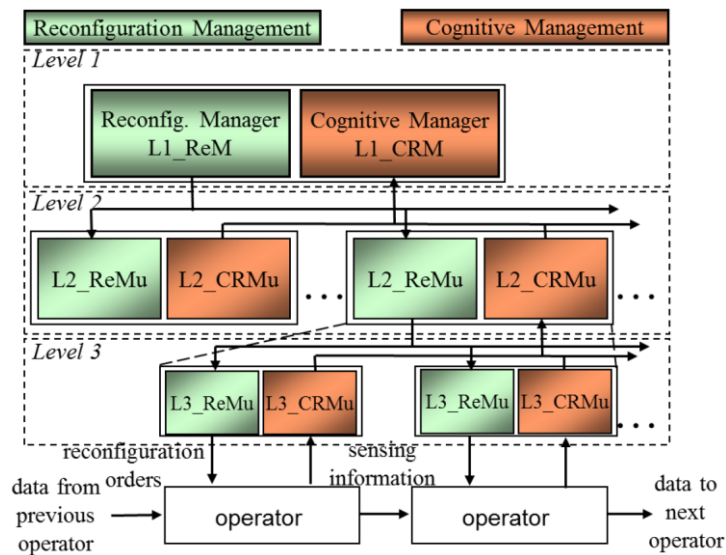 Reconfiguration Management
Cognitive Management
Level 1
Reconfig. Manager
L1_ReM
Cognitive Manager
L1_CRM
Level 2
L2_ReMu
L2_CRMu
...
L2_ReMu
L2_CRMu
...
Level 3
L3_ReMu
L3_CRMu
L3_ReMu
L3_CRMu
...
reconfiguration
orders
sensing
information
data from
previous
operator
operator
operator
data to
next
operator